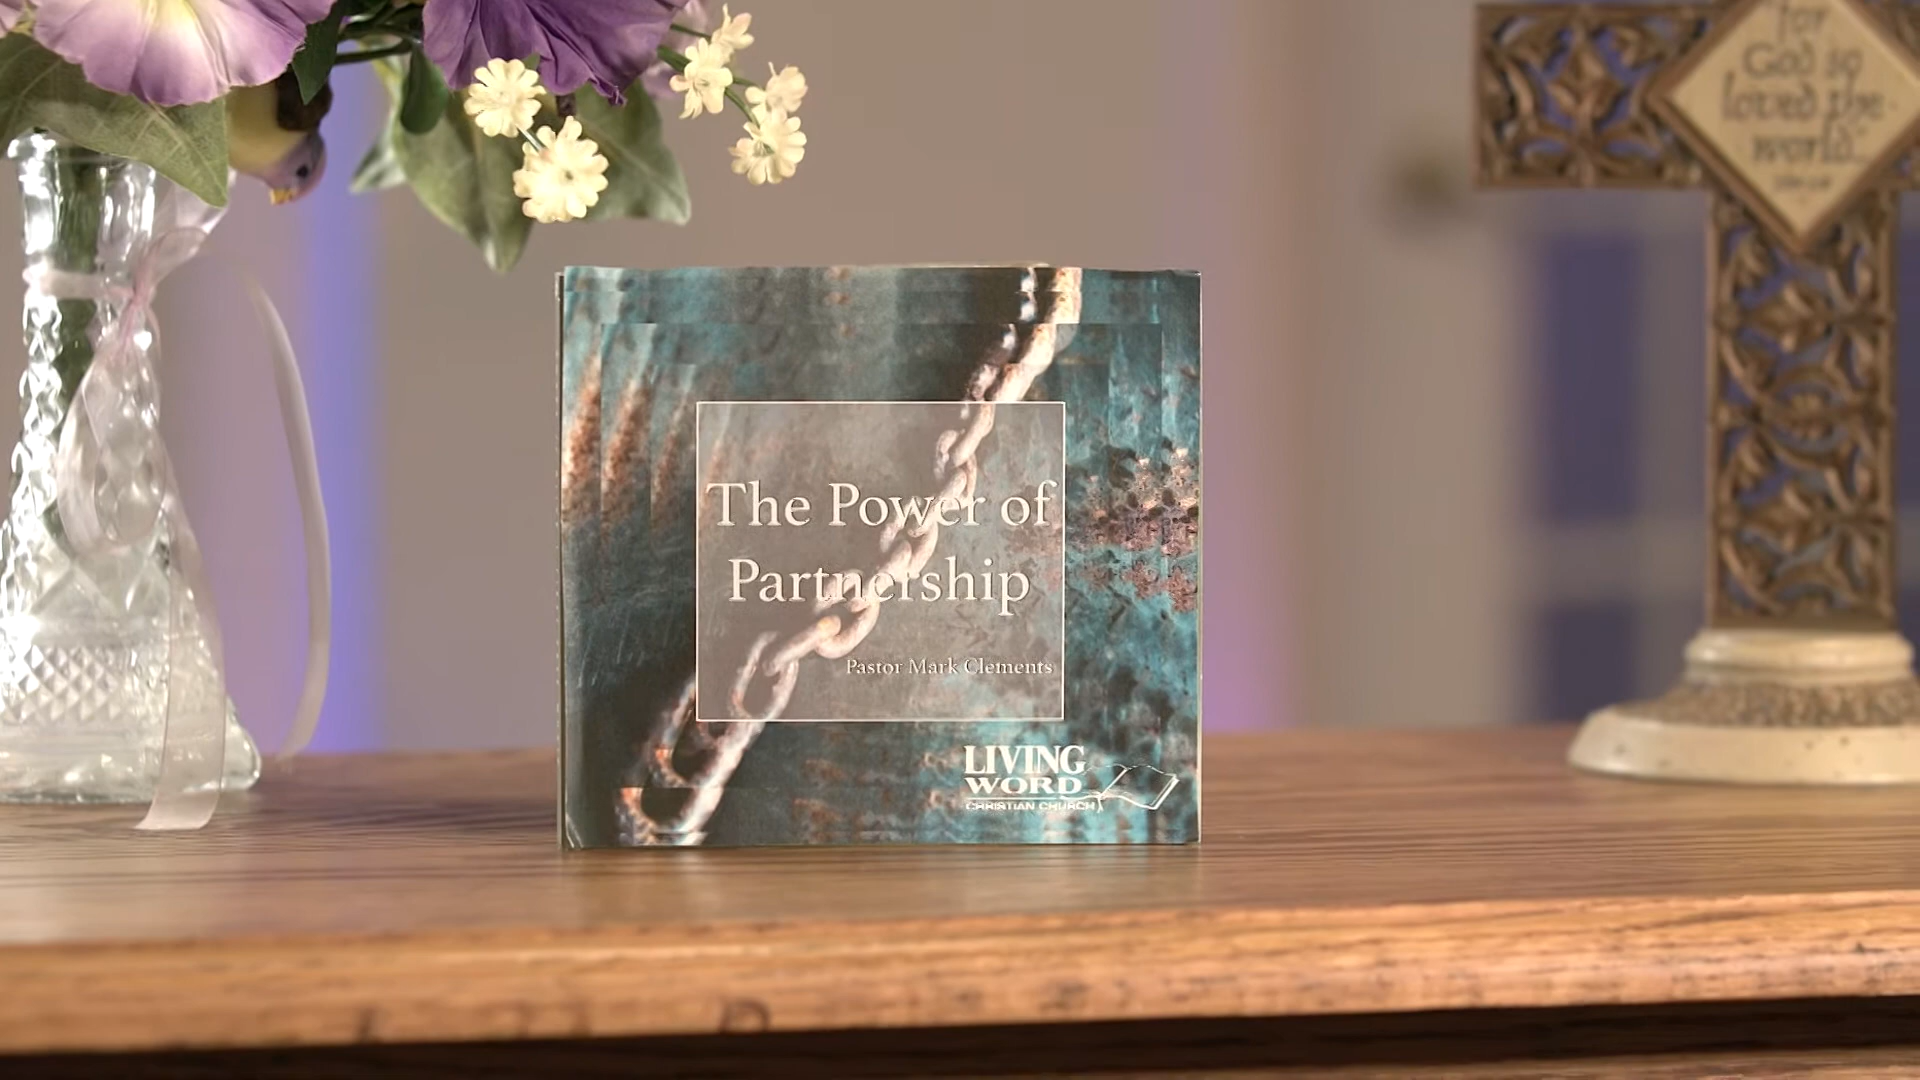 "for
God so
loved the
world..."
The Power of
Partnership
Pastor Mark Clements
LIVING
WORD
CHRISTIAN CHURCH